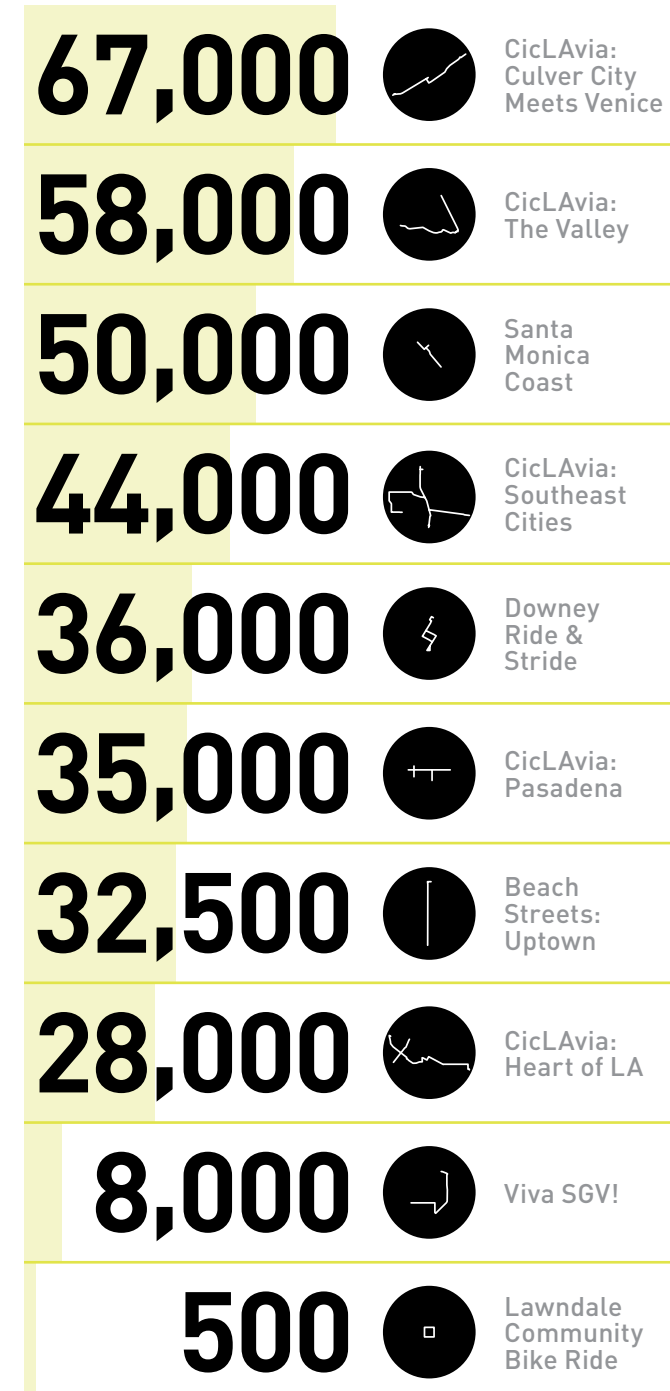 67,000
CicLAvia:
Culver City
Meets Venice
58,000
CicLAvia:
The Valley
50,000
Santa
Monica
Coast
44,000
CicLAvia:
Southeast
Cities
36,000
Downey
Ride &
Stride
35,000
CicLAvia:
Pasadena
32,500
Beach
Streets:
Uptown
28,000
CicLAvia:
Heart of LA
8,000
Viva SGV!
500
Lawndale
Community
Bike Ride